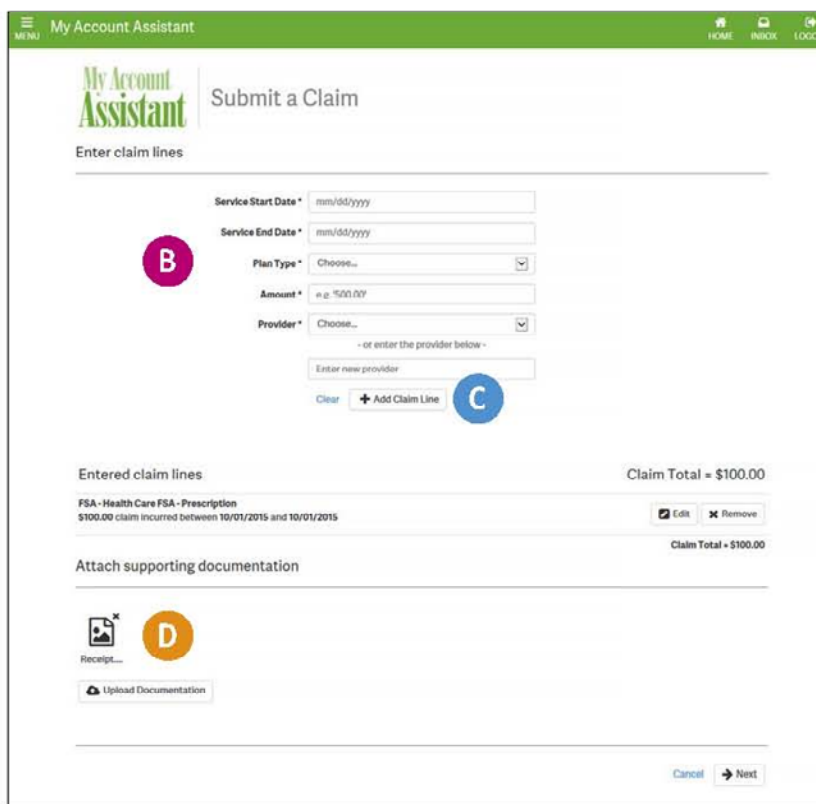 MENU My Account Assistant HOME INBOX
My Account
Assistant
Submit a Claim
Enter claim lines
Service Start Date * mm/dd/yyyy
Service End Date * mm/dd/yyyy
B
Plan Type * Choose...
Amount * e.g. '500.00'
Provider * Choose...
- or enter the provider below -
Enter new provider
Clear Add Claim Line C
Entered claim lines Claim Total = $100.00
FSA - Health Care FSA - Prescription
$100.00 claim incurred between 10/01/2015 and 10/01/2015
Edit Remove
Claim Total = $100.00
Attach supporting documentation
D
Receipt....
Upload Documentation
Cancel Next